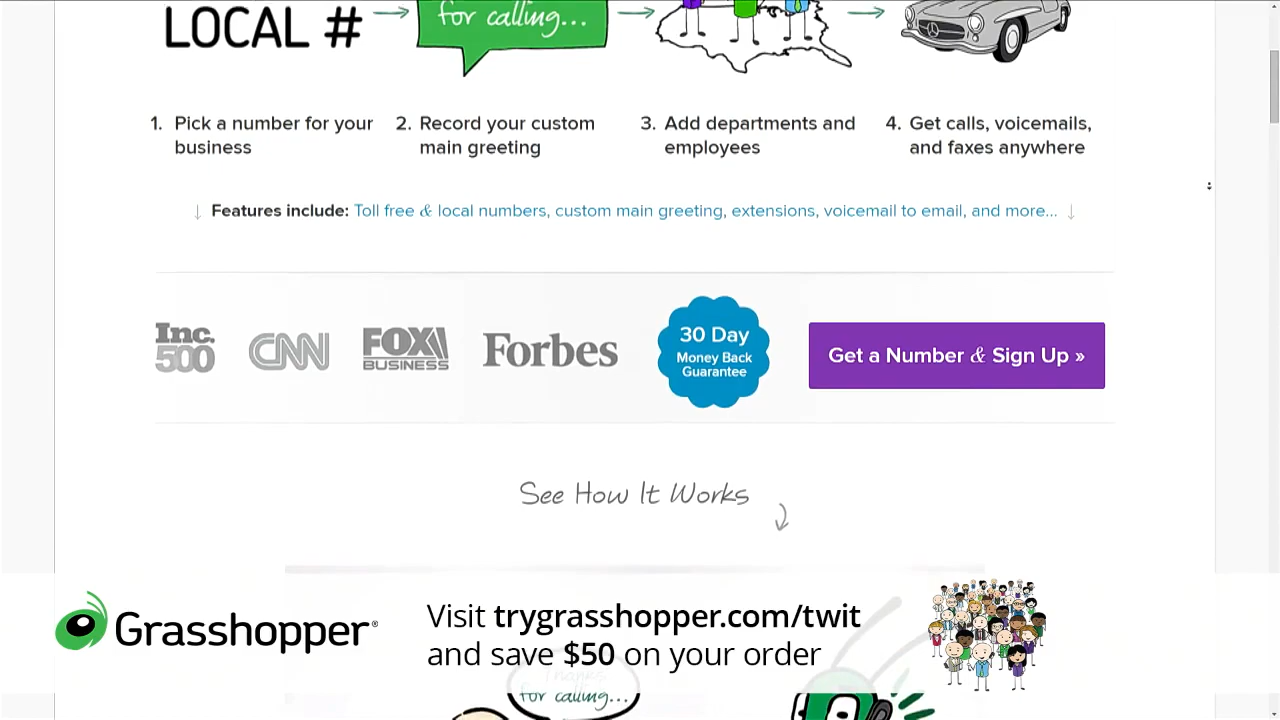 LOCAL #
for calling...
1. Pick a number for your
business
2. Record your custom
main greeting
3. Add departments and
employees
4. Get calls, voicemails,
and faxes anywhere
↓ Features include: Toll free & local numbers, custom main greeting, extensions, voicemail to email, and more... ↓
Inc.
500
CNN
FOX
BUSINESS
Forbes
30 Day
Money Back
Guarantee
Get a Number & Sign Up »
See How It Works
Grasshopper®
Visit trygrasshopper.com/twit
and save $50 on your order
Thanks
for calling...